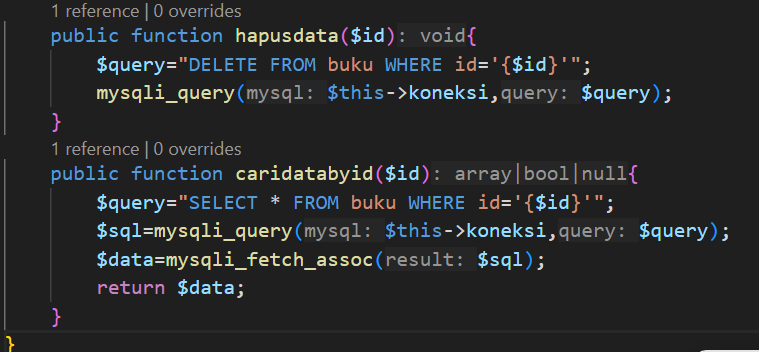 1 reference | 0 overrides
public function hapusdata($id): void{
$query="DELETE FROM buku WHERE id='{$id}'";
mysqli_query(mysql: $this->koneksi,query: $query);
}
1 reference | 0 overrides
public function caridatabyid($id): array|bool|null{
$query="SELECT * FROM buku WHERE id='{$id}'";
$sql=mysqli_query(mysql: $this->koneksi,query: $query);
$data=mysqli_fetch_assoc(result: $sql);
return $data;
}
}